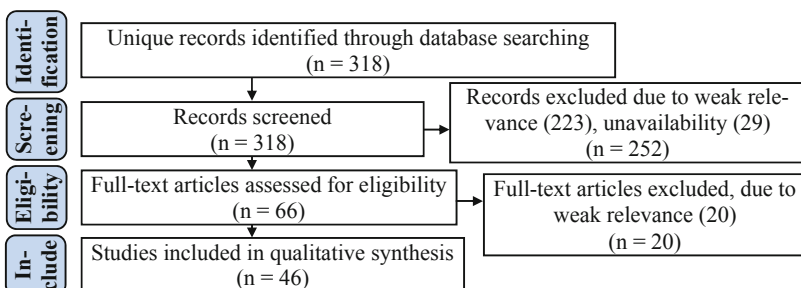 Identi-
fication
Unique records identified through database searching
(n = 318)
Scre-
ening
Records screened
(n = 318)
Records excluded due to weak rele-
vance (223), unavailability (29)
n = 252)
Eligi-
bility
Full-text articles assessed for eligibility
(n = 66)
Full-text articles excluded, due to
weak relevance (20)
(n = 20)
In-
clude
Studies included in qualitative synthesis
(n = 46)